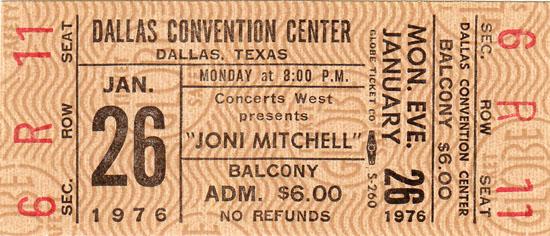 11
SEAT
R
ROW
6
SEC.
DALLAS CONVENTION CENTER
DALLAS, TEXAS
JAN.
26
1976
MONDAY at 8:00 P.M.
Concerts West
presents
"JONI MITCHELL"
BALCONY
ADM. $6.00
NO REFUNDS
GLOBE TICKET CO
S-260
MON. EVE.
JANUARY
26
1976
BALCONY
$6.00
DALLAS CONVENTION CENTER
SEC.
6
ROW
R
SEAT
11